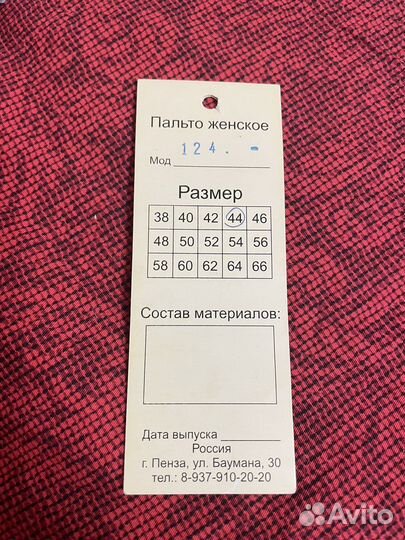 Пальто женское
124. -
Мод
Размер
38 40 42 44 46
48 50 52 54 56
58 60 62 64 66
Состав материалов:
Дата выпуска
Россия
г. Пенза, ул. Баумана, 30
тел.: 8-937-910-20-20
Avito